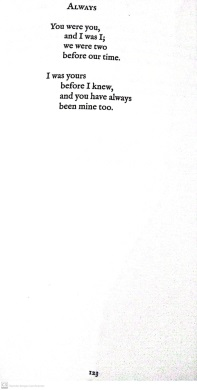 Always
You were you,
and I was I;
we were two
before our time.
I was yours
before I knew,
and you have always
been mine too.
123